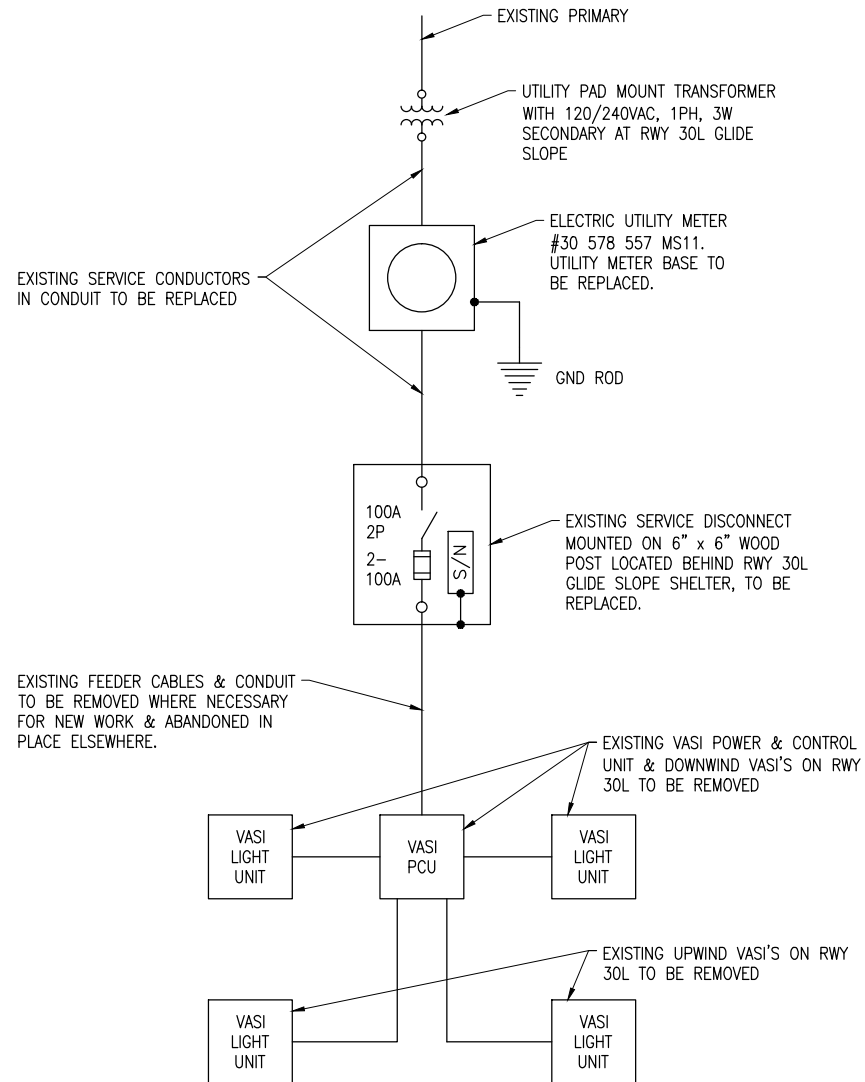 EXISTING PRIMARY
UTILITY PAD MOUNT TRANSFORMER
WITH 120/240VAC, 1PH, 3W
SECONDARY AT RWY 30L GLIDE
SLOPE
ELECTRIC UTILITY METER
#30 578 557 MS11.
UTILITY METER BASE TO
BE REPLACED.
EXISTING SERVICE CONDUCTORS
IN CONDUIT TO BE REPLACED
GND ROD
100A
2P
2-
100A
N/S
EXISTING SERVICE DISCONNECT
MOUNTED ON 6" x 6" WOOD
POST LOCATED BEHIND RWY 30L
GLIDE SLOPE SHELTER, TO BE
REPLACED.
EXISTING FEEDER CABLES & CONDUIT
TO BE REMOVED WHERE NECESSARY
FOR NEW WORK & ABANDONED IN
PLACE ELSEWHERE.
EXISTING VASI POWER & CONTROL
UNIT & DOWNWIND VASI'S ON RWY
30L TO BE REMOVED
VASI
LIGHT
UNIT
VASI
PCU
VASI
LIGHT
UNIT
EXISTING UPWIND VASI'S ON RWY
30L TO BE REMOVED
VASI
LIGHT
UNIT
VASI
LIGHT
UNIT